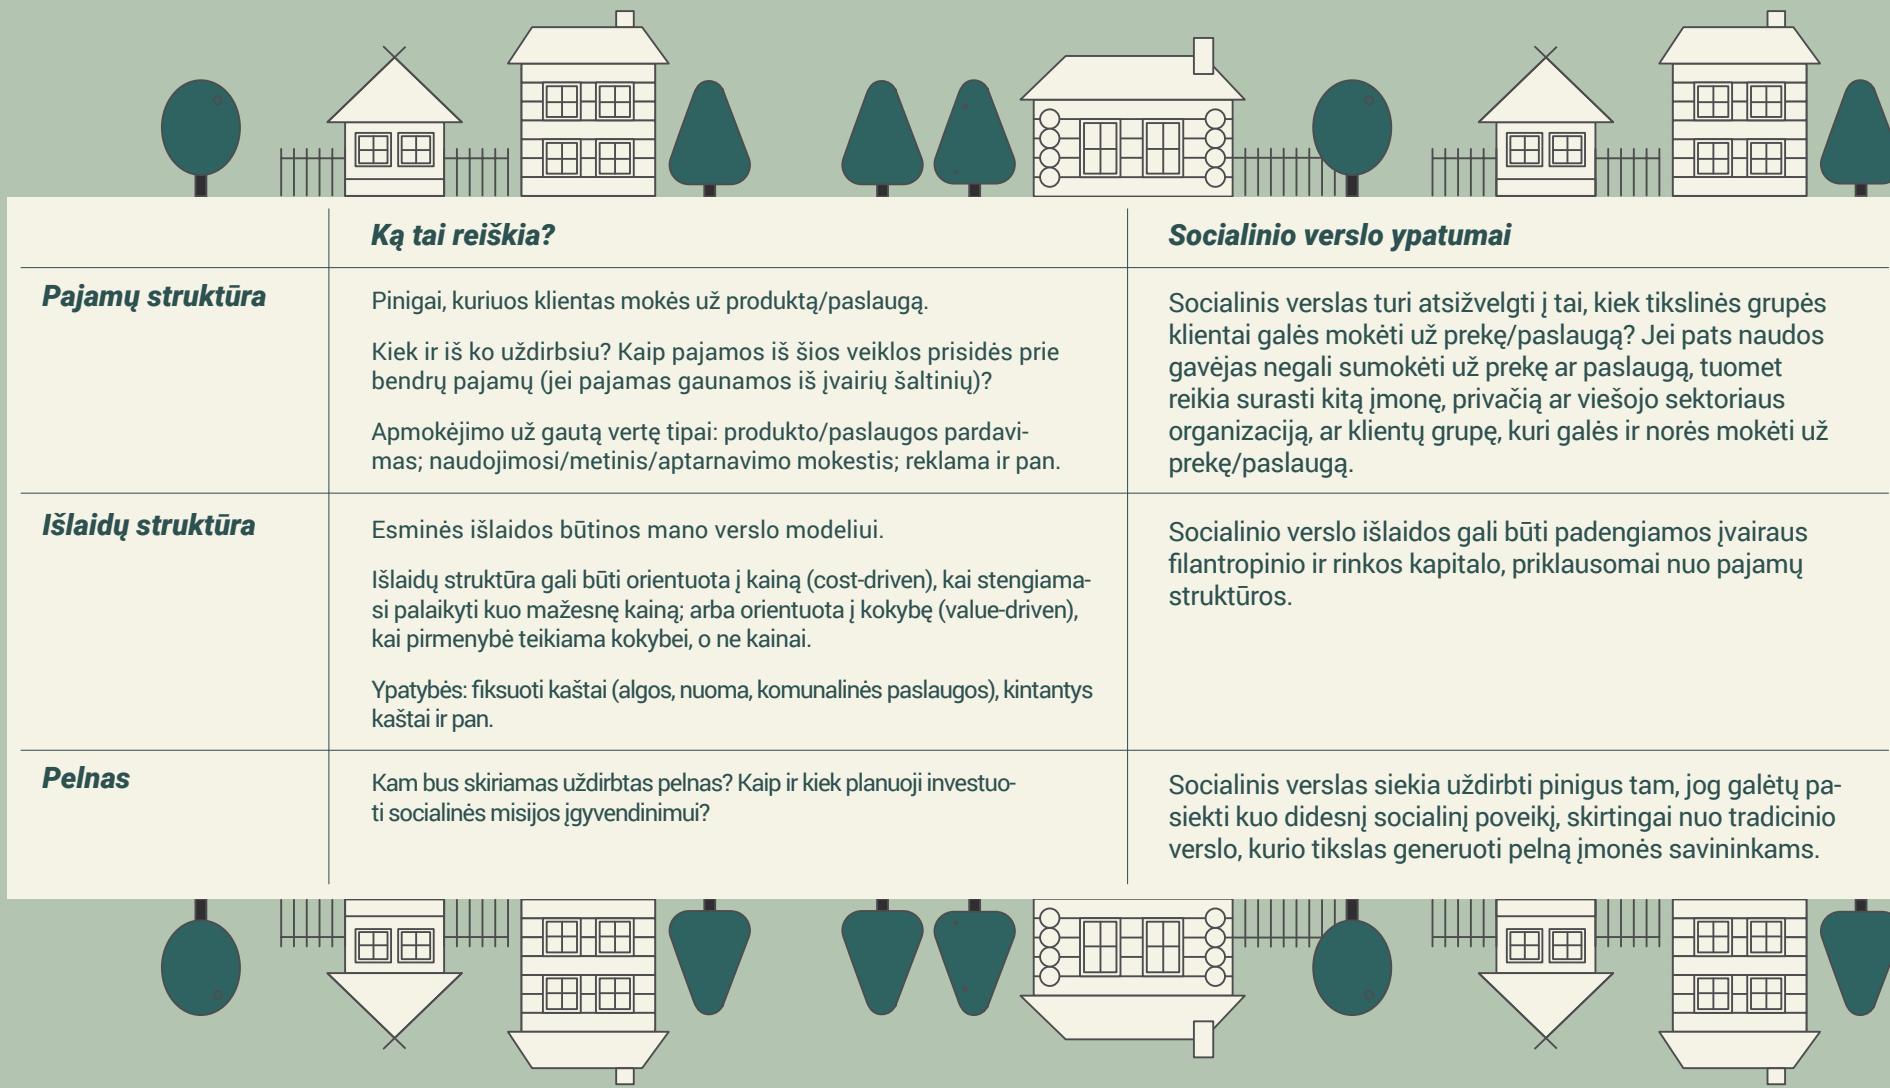 Ką tai reiškia?
Socialinio verslo ypatumai
Pajamų struktūra
Pinigai, kuriuos klientas mokės už produktą/paslaugą.
Kiek ir iš ko uždirbsiu? Kaip pajamos iš šios veiklos prisidės prie
bendrų pajamų (jei pajamas gaunamos iš įvairių šaltinių)?
Apmokėjimo už gautą vertę tipai: produkto/paslaugos pardavi-
mas; naudojimosi/metinis/aptarnavimo mokestis; reklama ir pan.
Socialinis verslas turi atsižvelgti į tai, kiek tikslinės grupės
klientai galės mokėti už prekę/paslaugą? Jei pats naudos
gavėjas negali sumokėti už prekę ar paslaugą, tuomet
reikia surasti kitą įmonę, privačią ar viešojo sektoriaus
organizaciją, ar klientų grupę, kuri galės ir norės mokėti už
prekę/paslaugą.
Išlaidų struktūra
Esminės išlaidos būtinos mano verslo modeliui.
Išlaidų struktūra gali būti orientuota į kainą (cost-driven), kai stengiama-
si palaikyti kuo mažesnę kainą; arba orientuota į kokybę (value-driven),
kai pirmenybė teikiama kokybei, o ne kainai.
Ypatybės: fiksuoti kaštai (algos, nuoma, komunalinės paslaugos), kintantys
kaštai ir pan.
Socialinio verslo išlaidos gali būti padengiamos įvairaus
filantropinio ir rinkos kapitalo, priklausomai nuo pajamų
struktūros.
Pelnas
Kam bus skiriamas uždirbtas pelnas? Kaip ir kiek planuoji investuo-
ti socialinės misijos įgyvendinimui?
Socialinis verslas siekia uždirbti pinigus tam, jog galėtų pa-
siekti kuo didesnį socialinį poveikį, skirtingai nuo tradicinio
verslo, kurio tikslas generuoti pelną įmonės savininkams.